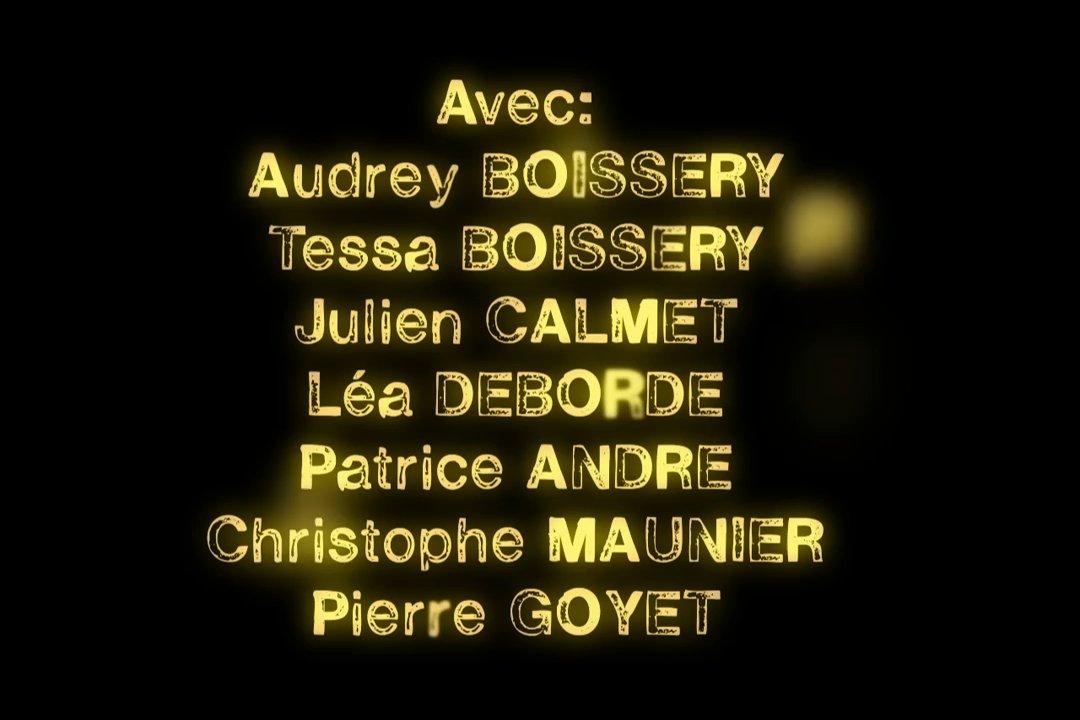 Avec:
Audrey BOISSERY
Tessa BOISSERY
Julien CALMET
Léa DEBORDE
Patrice ANDRE
Christophe MAUNIER
Pierre GOYET